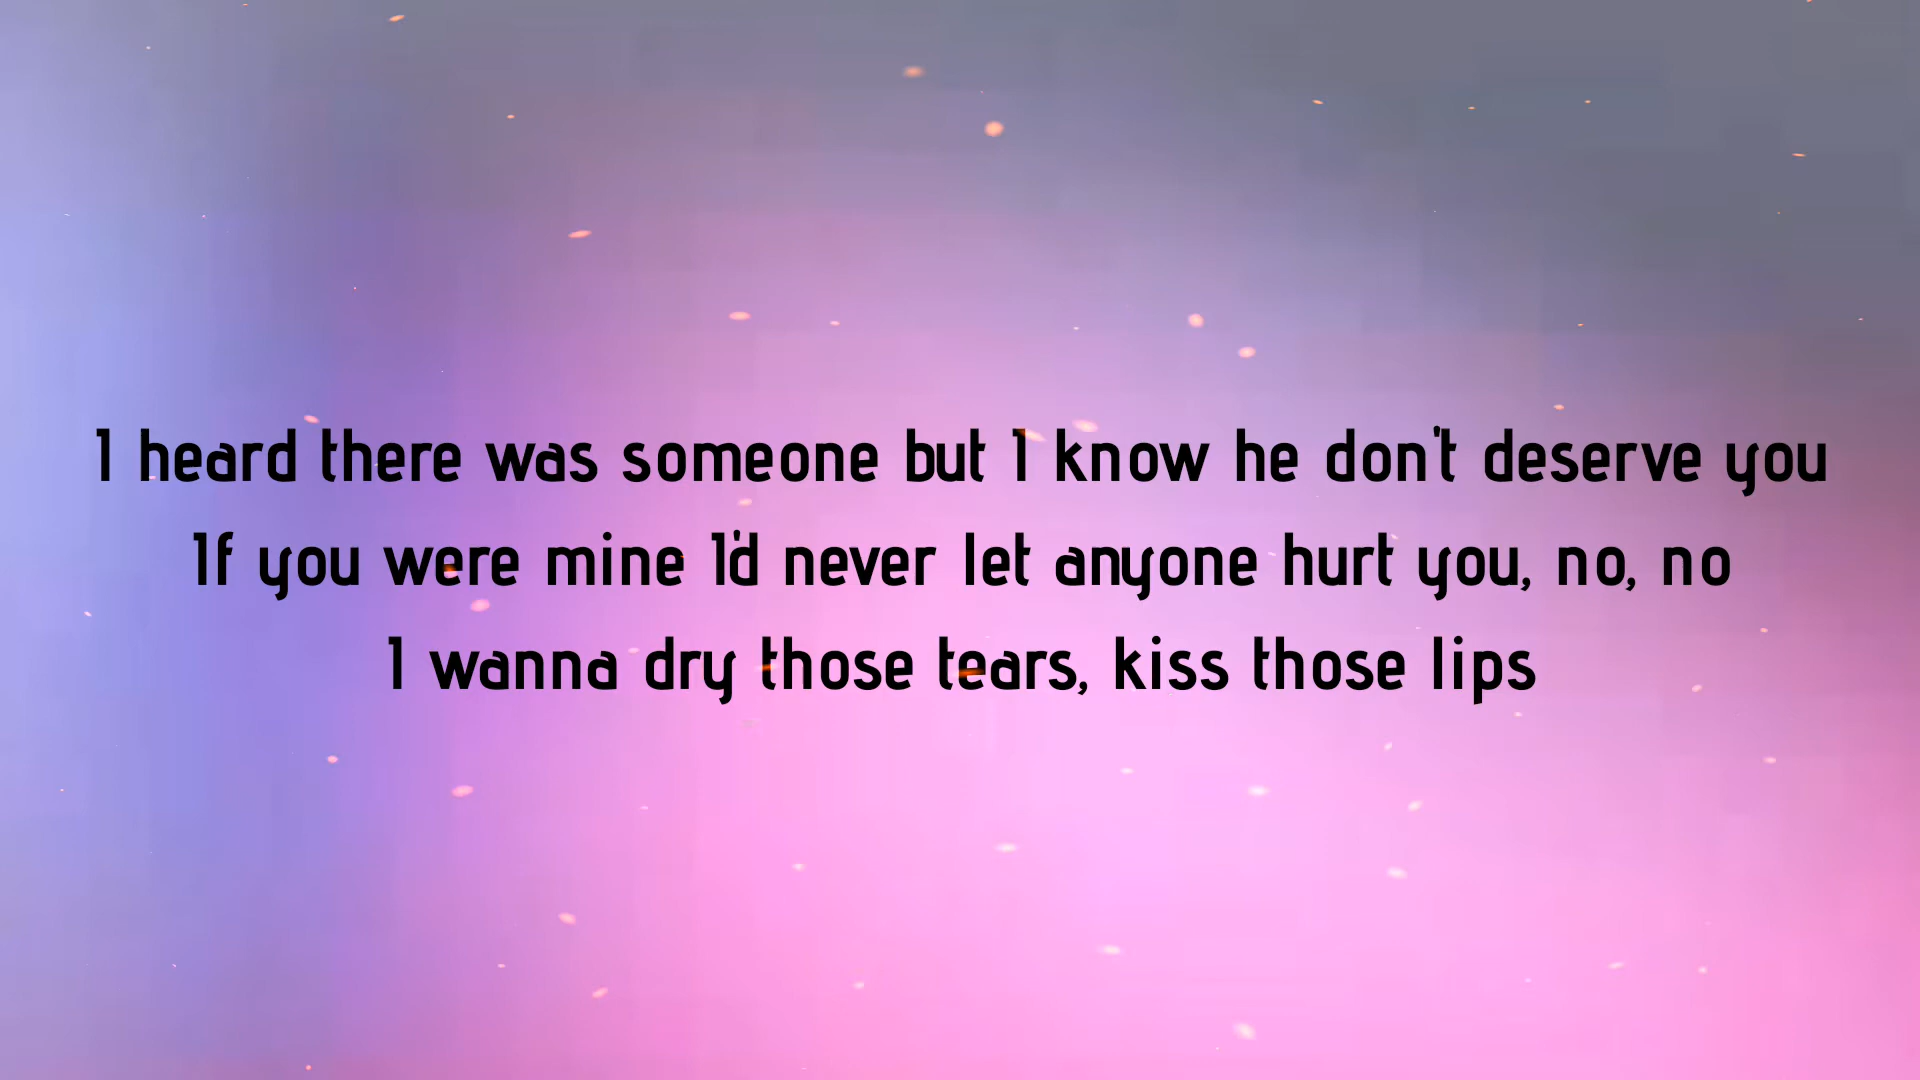 I heard there was someone but I know he don't deserve you
If you were mine I'd never let anyone hurt you, no, no
I wanna dry those tears, kiss those lips